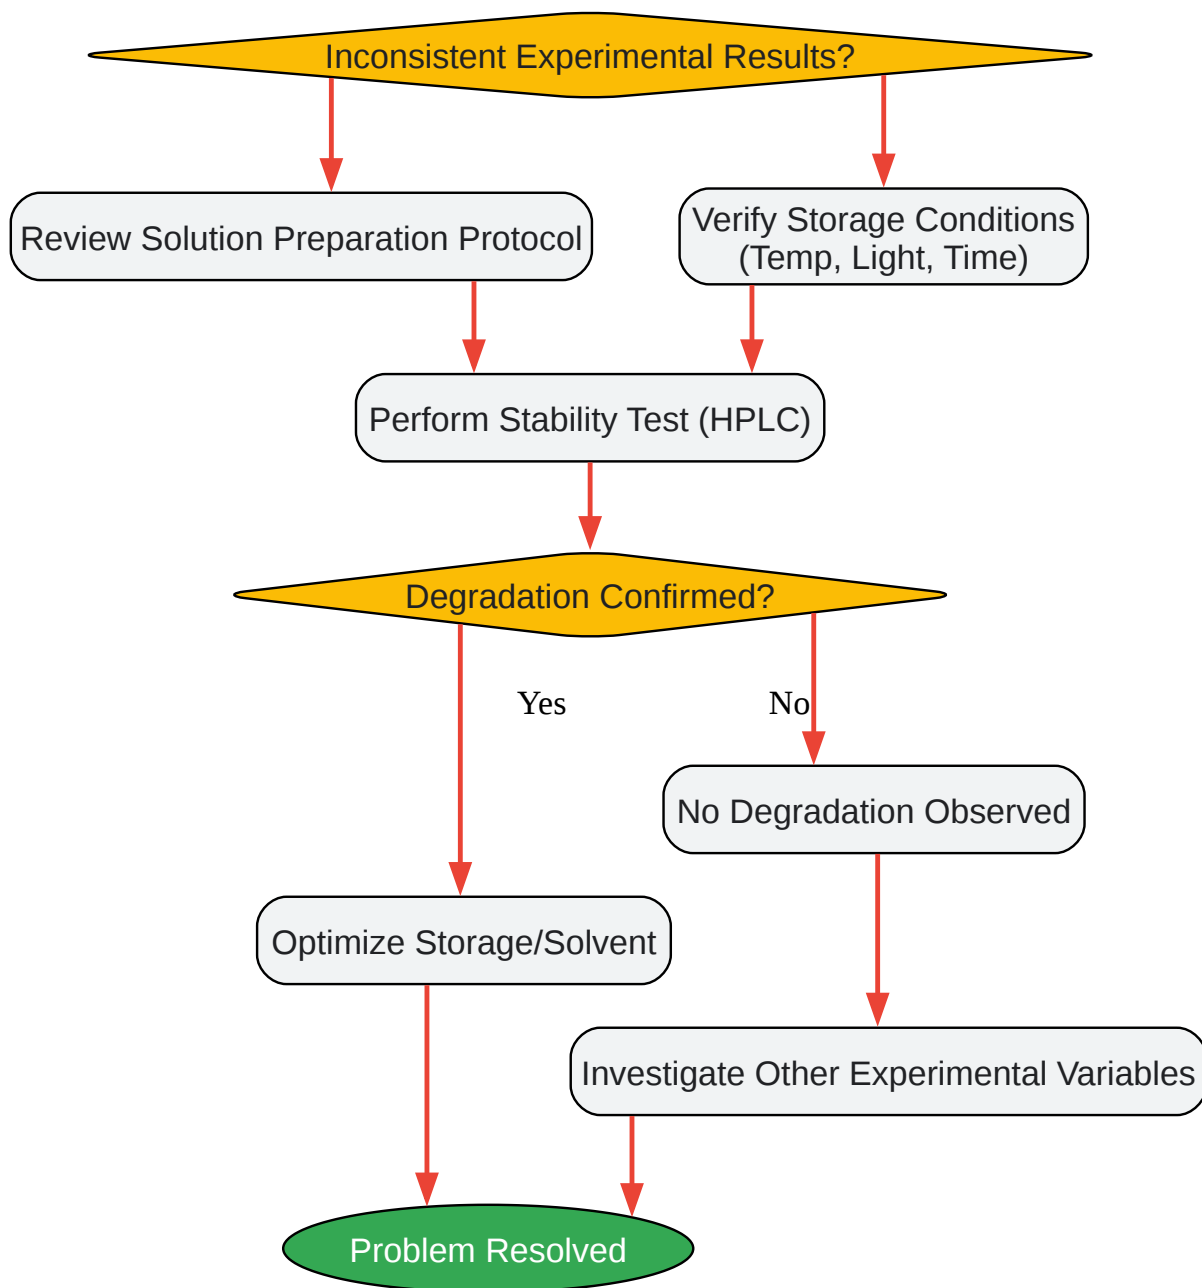 Inconsistent Experimental Results?
Review Solution Preparation Protocol
Verify Storage Conditions
(Temp, Light, Time)
Perform Stability Test (HPLC)
Degradation Confirmed?
Yes
No
No Degradation Observed
Optimize Storage/Solvent
Investigate Other Experimental Variables
Problem Resolved